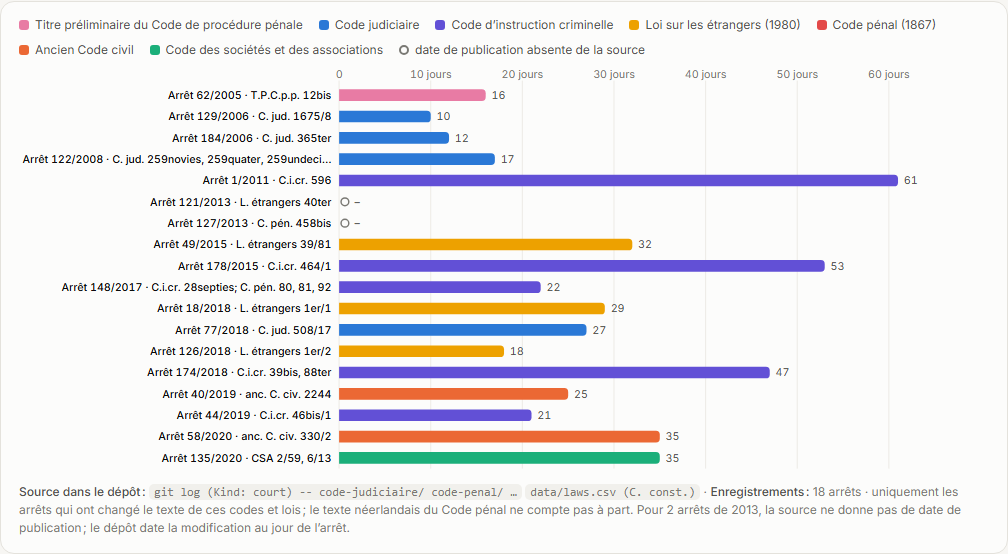 Titre préliminaire du Code de procédure pénale Code judiciaire Code d’instruction criminelle Loi sur les étrangers (1980) Code pénal (1867)
Ancien Code civil Code des sociétés et des associations date de publication absente de la source
0 10 jours 20 jours 30 jours 40 jours 50 jours 60 jours
Arrêt 62/2005 · T.P.C.p.p. 12bis 16
Arrêt 129/2006 · C. jud. 1675/8 10
Arrêt 184/2006 · C. jud. 365ter 12
Arrêt 122/2008 · C. jud. 259novies, 259quater, 259undeci… 17
Arrêt 1/2011 · C.i.cr. 596 61
Arrêt 121/2013 · L. étrangers 40ter –
Arrêt 127/2013 · C. pén. 458bis –
Arrêt 49/2015 · L. étrangers 39/81 32
Arrêt 178/2015 · C.i.cr. 464/1 53
Arrêt 148/2017 · C.i.cr. 28septies; C. pén. 80, 81, 92 22
Arrêt 18/2018 · L. étrangers 1er/1 29
Arrêt 77/2018 · C. jud. 508/17 27
Arrêt 126/2018 · L. étrangers 1er/2 18
Arrêt 174/2018 · C.i.cr. 39bis, 88ter 47
Arrêt 40/2019 · anc. C. civ. 2244 25
Arrêt 44/2019 · C.i.cr. 46bis/1 21
Arrêt 58/2020 · anc. C. civ. 330/2 35
Arrêt 135/2020 · CSA 2/59, 6/13 35
Source dans le dépôt : git log (Kind: court) -- code-judiciaire/ code-penal/ … data/laws.csv (C. const.) · Enregistrements : 18 arrêts · uniquement les
arrêts qui ont changé le texte de ces codes et lois ; le texte néerlandais du Code pénal ne compte pas à part. Pour 2 arrêts de 2013, la source ne donne pas de date de
publication ; le dépôt date la modification au jour de l’arrêt.